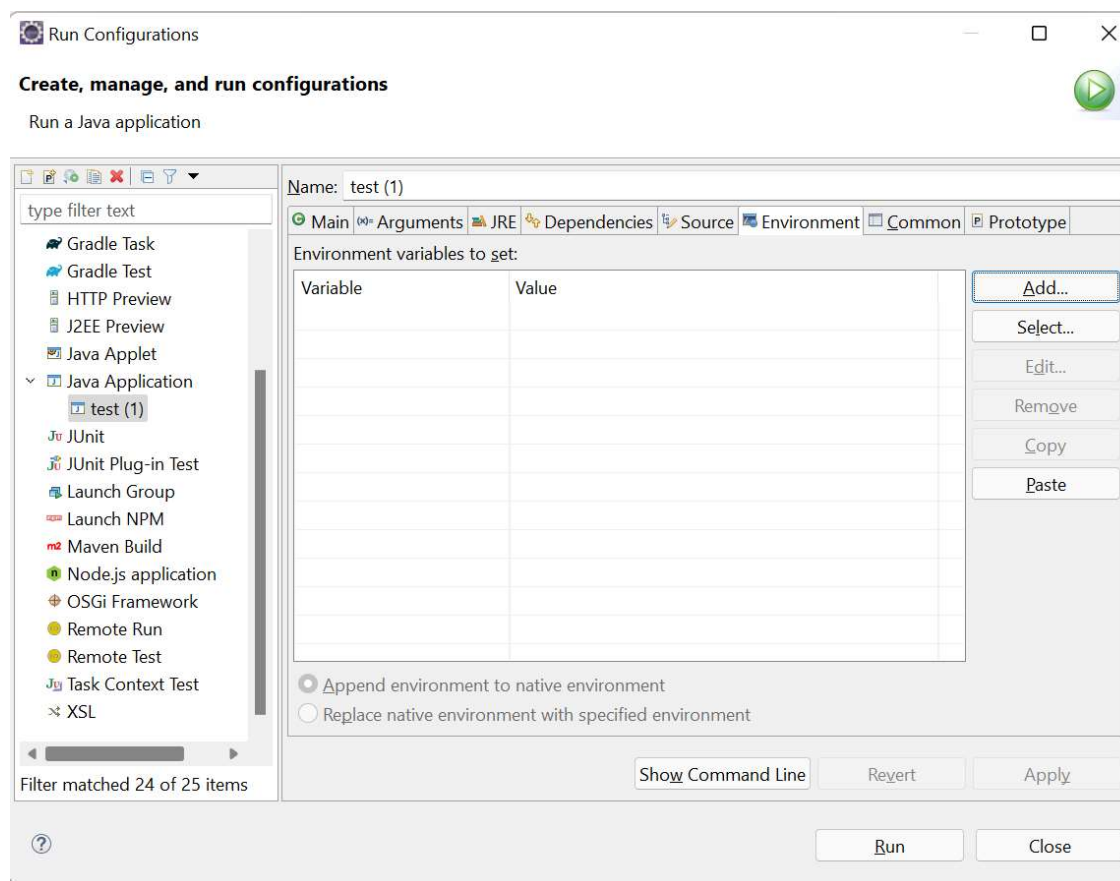 Run Configurations
Create, manage, and run configurations
Run a Java application
type filter text
Gradle Task
Gradle Test
HTTP Preview
J2EE Preview
Java Applet
Java Application
test (1)
JUnit
JUnit Plug-in Test
Launch Group
Launch NPM
Maven Build
Node.js application
OSGi Framework
Remote Run
Remote Test
Task Context Test
XSL
Filter matched 24 of 25 items
Name: test (1)
Main Arguments JRE Dependencies Source Environment Common Prototype
Environment variables to set:
Variable Value
Add...
Select...
Edit...
Remove
Copy
Paste
Append environment to native environment
Replace native environment with specified environment
Show Command Line Revert Apply
Run Close